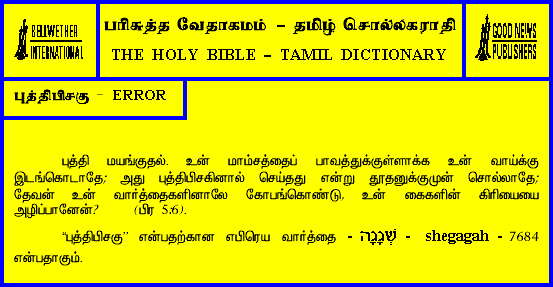 BELLWETHER
INTERNATIONAL
பரிசுத்த வேதாகமம் – தமிழ் சொல்லகராதி
THE HOLY BIBLE – TAMIL DICTIONARY
GOOD NEWS
PUBLISHERS
புத்திபிசகு - ERROR
புத்தி மயங்குதல். உன் மாம்சத்தைப் பாவத்துக்குள்ளாக்க உன் வாய்க்கு
இடங்கொடாதே; அது புத்திபிசகினால் செய்தது என்று தூதனுக்குமுன் சொல்லாதே;
தேவன் உன் வார்த்தைகளினாலே கோபங்கொண்டு, உன் கைகளின் கிரியையை
அழிப்பானேன்? (பிர 5:6).
“புத்திபிசகு” என்பதற்கான எபிரெய வார்த்தை - שְׁגָגָה - shegagah - 7684
என்பதாகும்.